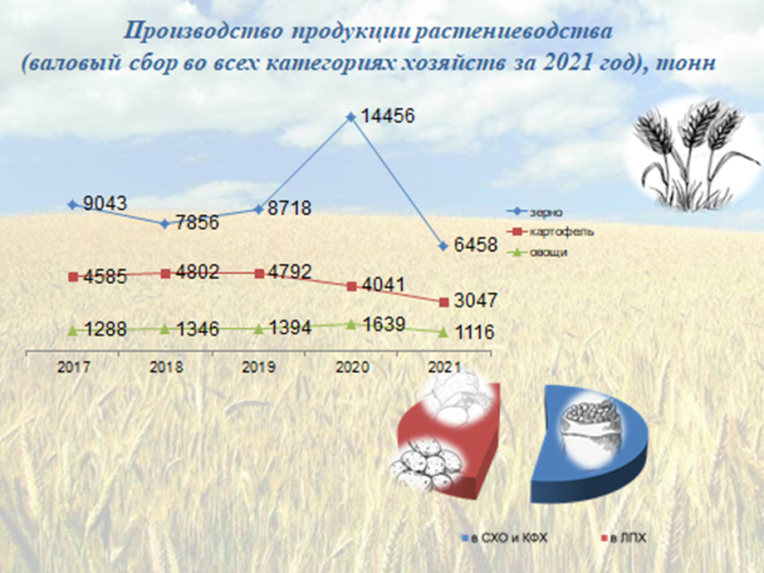 Производство продукции растениеводства
(валовый сбор во всех категориях хозяйств за 2021 год), тонн
14456
9043
7856
8718
6458
4585
4802
4792
4041
3047
1288
1346
1394
1639
1116
зерно
картофель
овощи
2017
2018
2019
2020
2021
в СХО и КФХ
в ЛПХ